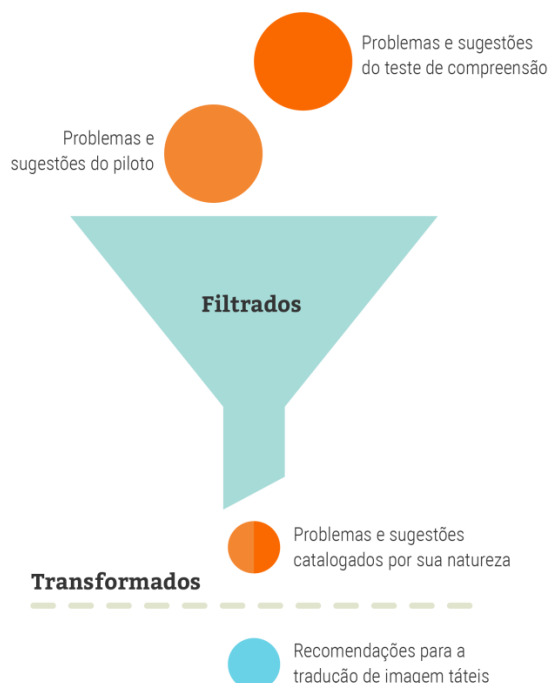 Problemas e sugestões
do teste de compreensão
Problemas e
sugestões do piloto
Filtrados
Problemas e sugestões
catalogados por sua natureza
Transformados
Recomendações para a
tradução de imagem táteis